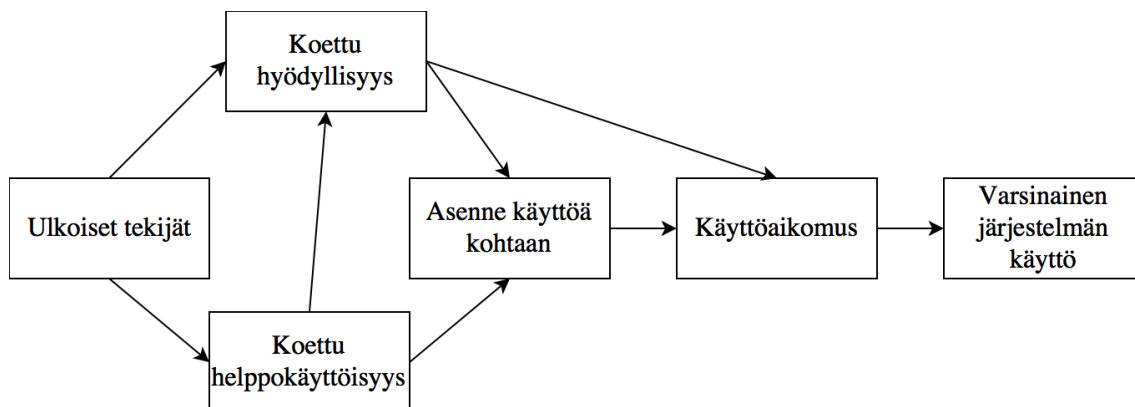 Koettu
hyödyllisyys
Ulkoiset tekijät
Asenne käyttöä
kohtaan
Käyttöaikomus
Varsinainen
järjestelmän
käyttö
Koettu
helppokäyttöisyys